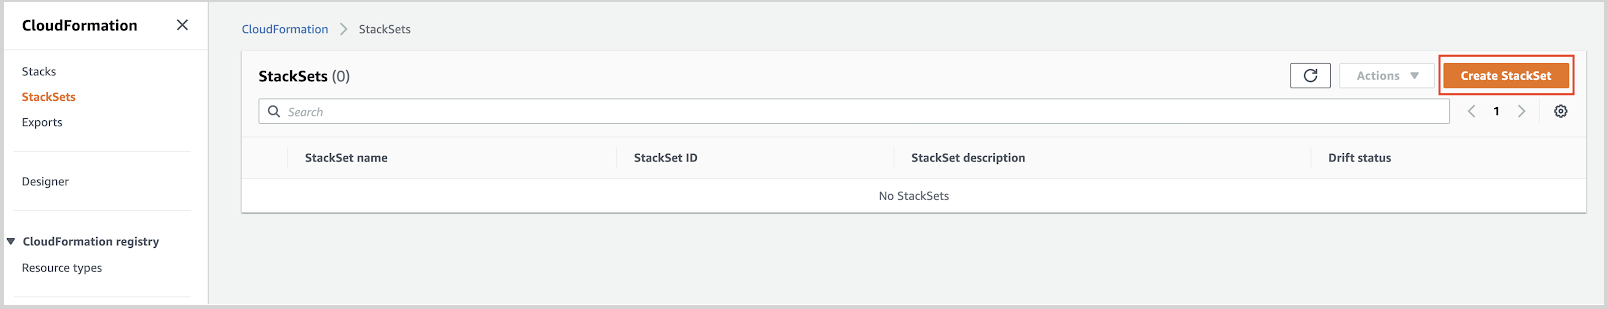 CloudFormation
Stacks
StackSets
Exports
Designer
CloudFormation registry
Resource types
CloudFormation StackSets
StackSets (0)
Actions Create StackSet
Search
1
StackSet name StackSet ID StackSet description Drift status
No StackSets